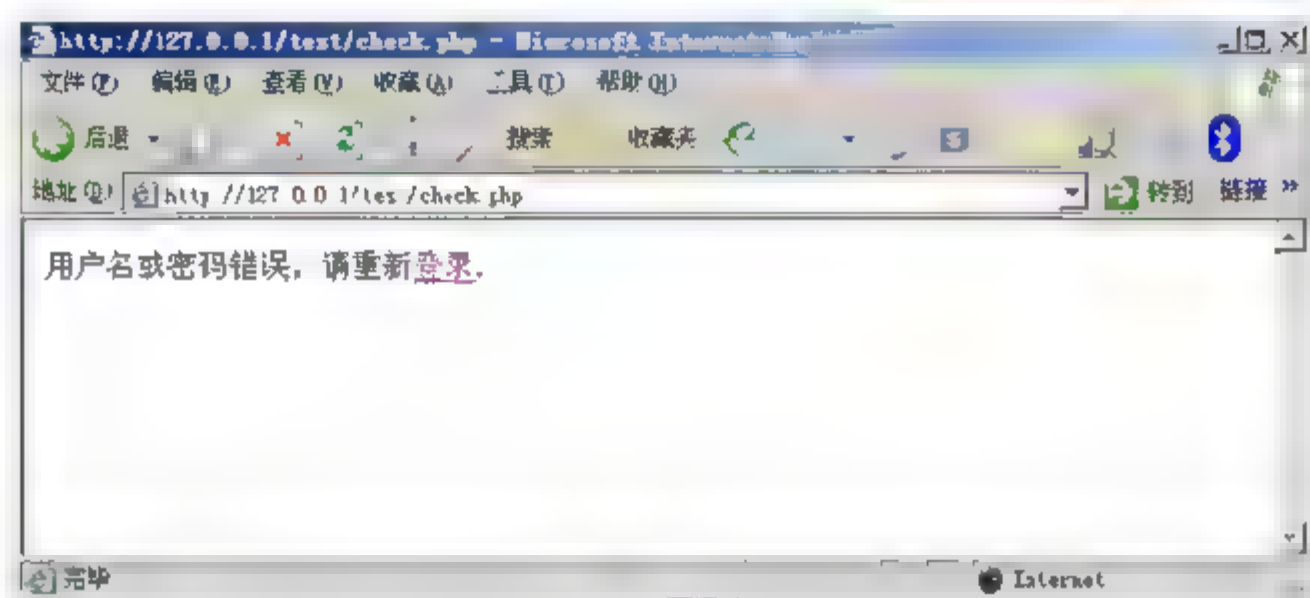 http://127.0.0.1/test/check.php - Microsoft Internet
文件(F) 编辑(E) 查看(V) 收藏(A) 工具(T) 帮助(H)
后退 搜索 收藏夹
地址(D) http://127.0.0.1/test/check.php 转到 链接 »
用户名或密码错误，请重新登录.
完毕 Internet